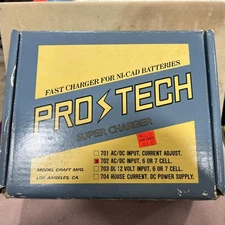 FAST CHARGER FOR NI-CAD BATTERIES
PRO TECH
SUPER CHARGER
701 AC/DC INPUT, CURRENT ADJUST.
702 AC/DC INPUT, 6 OR 7 CELL.
703 DC 12 VOLT INPUT, 6 OR 7 CELL.
704 HOUSE CURRENT, DC POWER SUPPLY.
MODEL CRAFT MFG.
LOS ANGELES, CA